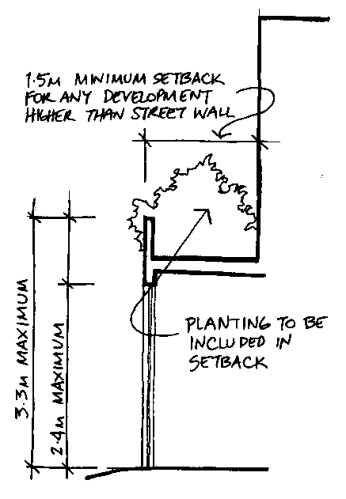 1.5M MINIMUM SETBACK
FOR ANY DEVELOPMENT
HIGHER THAN STREET WALL
3.3M MAXIMUM
2.4M MAXIMUM
PLANTING TO BE
INCLUDED IN
SETBACK